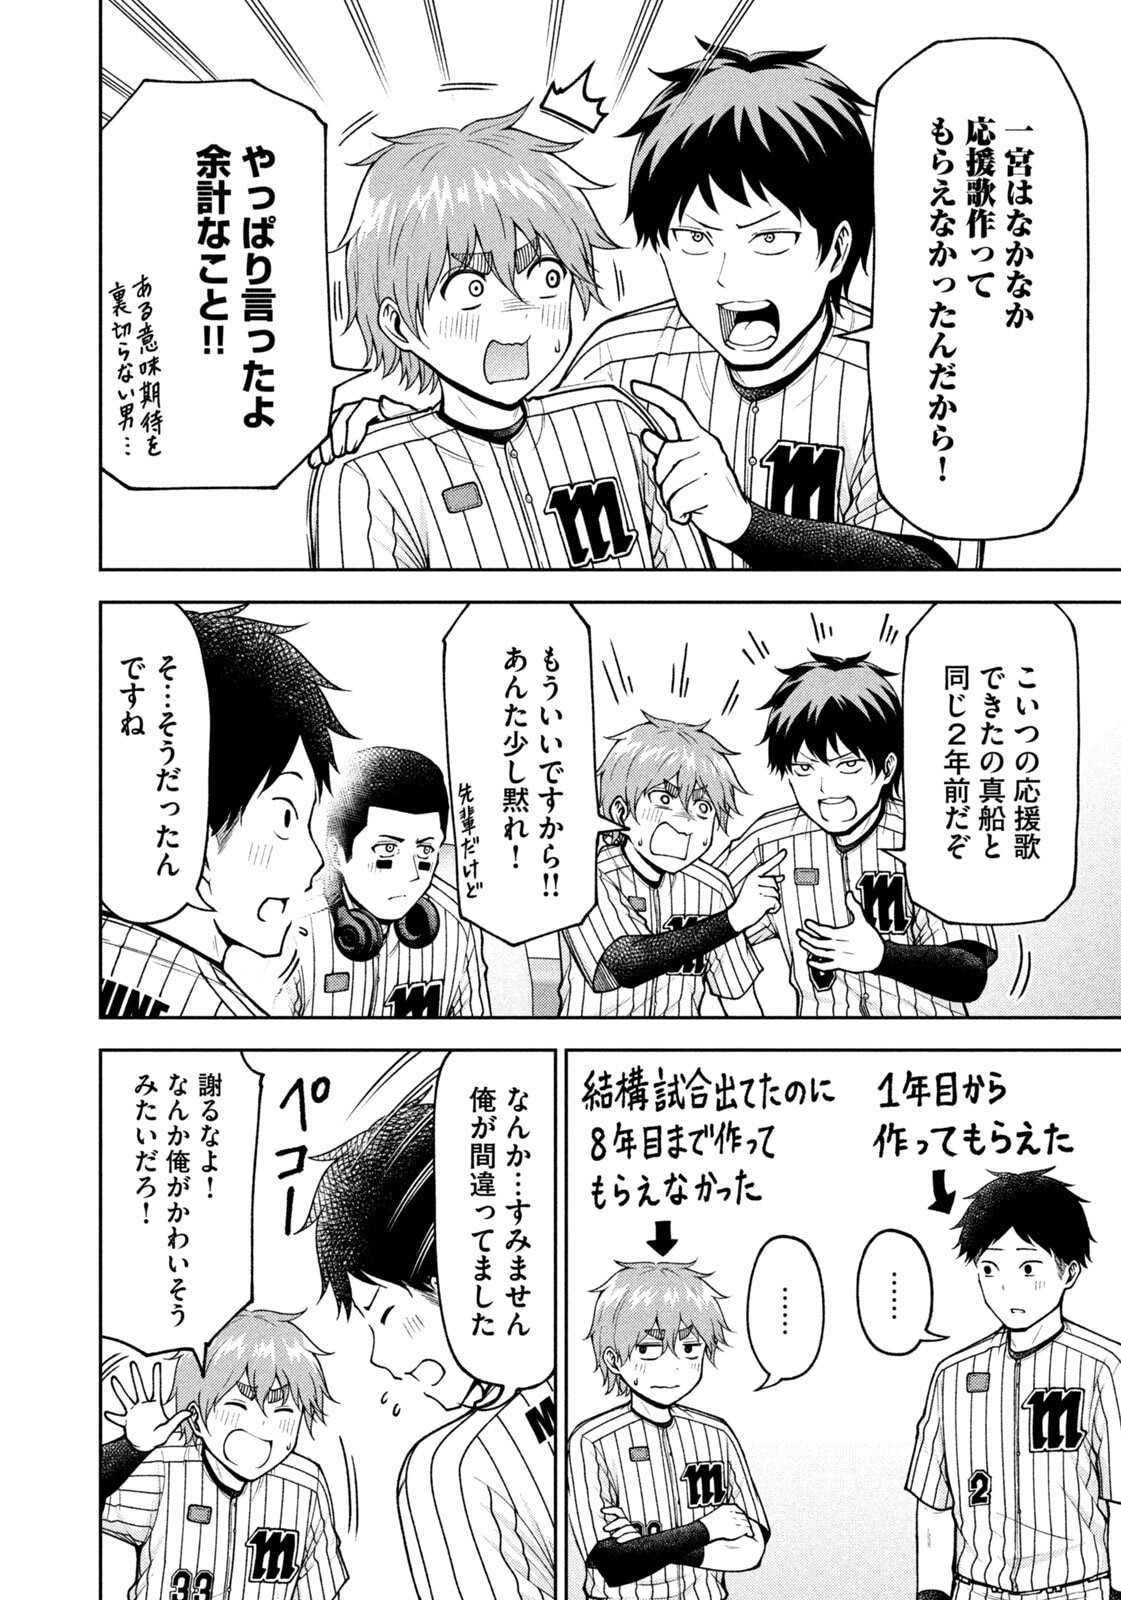 一宮はなかなか
応援歌作って
もらえなかったんだから！
やっぱり言ったよ
余計なこと!!
ある意味期待を
裏切らない男…
m
m
こいつの応援歌
できたの真船と
同じ2年前だぞ
もういいですから!!
あんた少し黙れ！
先輩だけど
そ…そうだったん
ですね
m
m
1年目から
作ってもらえた
結構試合出てたのに
8年目まで作って
もらえなかった
……
……
m
2
m
なんか…すみません
俺が間違ってました
ペコー
謝るなよ！
なんか俺がかわいそう
みたいだろ！
m
33